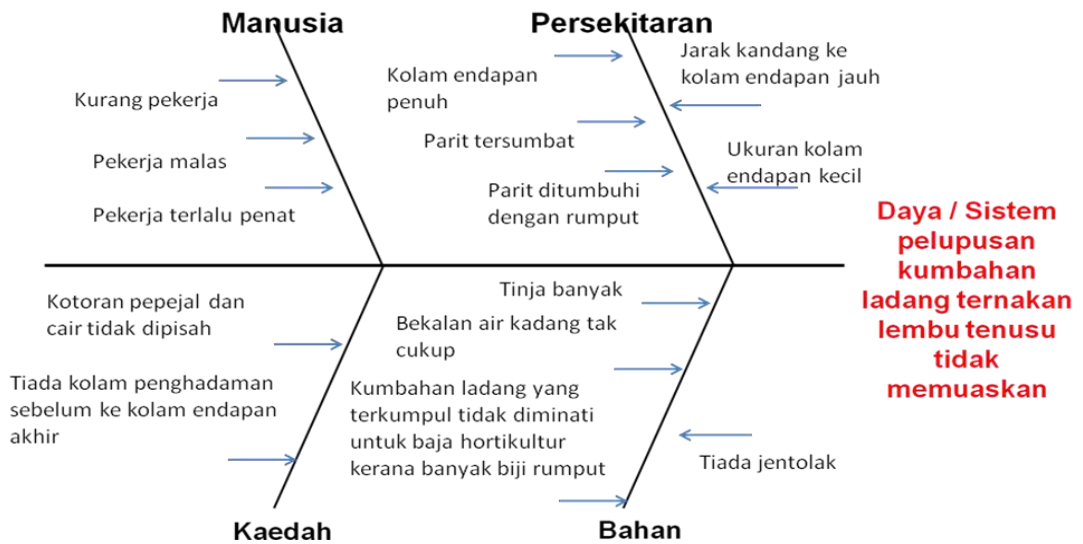 Manusia
Persekitaran
Kurang pekerja
Pekerja malas
Pekerja terlalu penat
Kolam endapan
penuh
Parit tersumbat
Parit ditumbuhi
dengan rumput
Jarak kandang ke
kolam endapan jauh
Ukuran kolam
endapan kecil
Daya / Sistem
pelupusan
kumbahan
ladang ternakan
lembu tenusu
tidak
memuaskan
Kotoran pepejal dan
cair tidak dipisah
Tiada kolam penghadaman
sebelum ke kolam endapan
akhir
Tinja banyak
Bekalan air kadang tak
cukup
Kumbahan ladang yang
terkumpul tidak diminati
untuk baja hortikultur
kerana banyak biji rumput
Tiada jentolak
Kaedah
Bahan